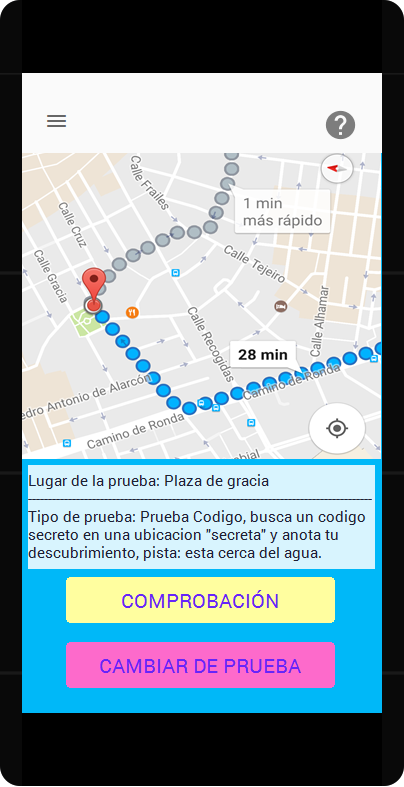 ?
Calle Frailes
1 min
más rápido
Calle Cruz
Calle Tejeiro
Calle Gracia
Calle Alhamar
Calle Recogidas
28 min
edro Antonio de Alarcón
Camino de Ronda
Camino de Ronda
Lugar de la prueba: Plaza de gracia
Tipo de prueba: Prueba Codigo, busca un codigo
secreto en una ubicacion "secreta" y anota tu
descubrimiento, pista: esta cerca del agua.
COMPROBACIÓN
CAMBIAR DE PRUEBA